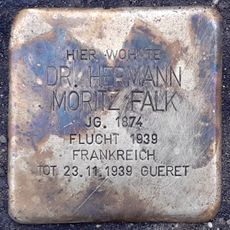 HIER WOHNTE
DR. HERMANN
MORITZ FALK
JG. 1874
FLUCHT 1939
FRANKREICH
TOT 23.11.1939 GUERET